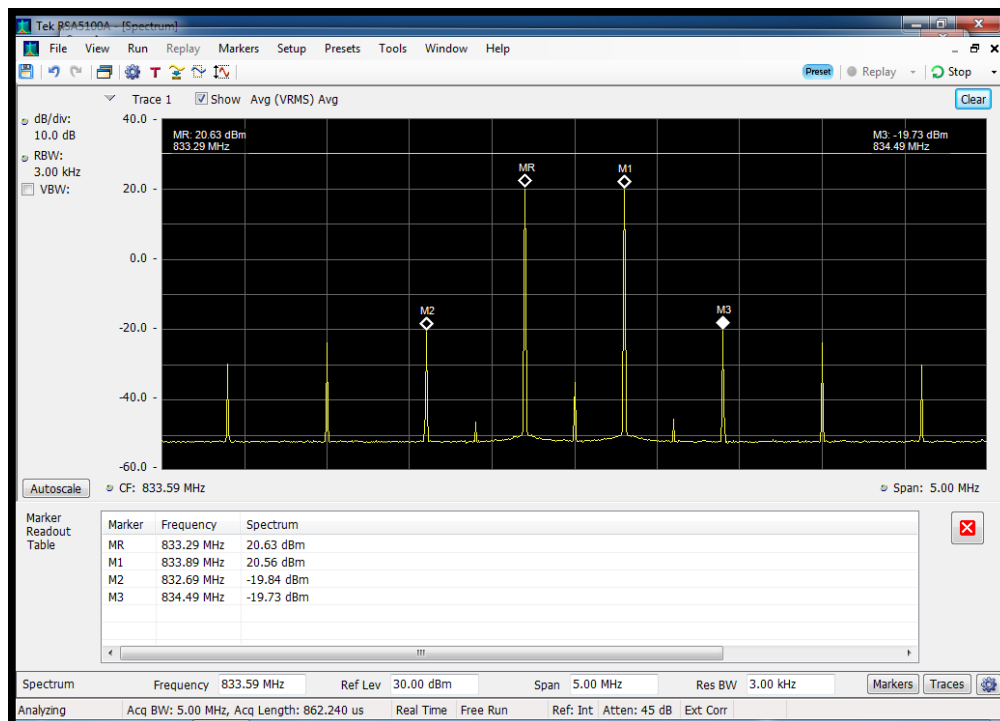 Tek RSA5100A - [Spectrum]
File View Run Replay Markers Setup Presets Tools Window Help
T Preset Replay Stop
Trace 1 Show Avg (VRMS) Avg Clear
dB/div:
10.0 dB
RBW:
3.00 kHz
VBW:
40.0 -
20.0 -
0.0 -
-20.0 -
-40.0 -
-60.0 -
MR: 20.63 dBm
833.29 MHz
M3: -19.73 dBm
834.49 MHz
MR
M1
M2
M3
Autoscale CF: 833.59 MHz Span: 5.00 MHz
Marker
Readout
Table
Marker Frequency Spectrum
MR 833.29 MHz 20.63 dBm
M1 833.89 MHz 20.56 dBm
M2 832.69 MHz -19.84 dBm
M3 834.49 MHz -19.73 dBm
Spectrum Frequency 833.59 MHz Ref Lev 30.00 dBm Span 5.00 MHz Res BW 3.00 kHz Markers Traces
Analyzing Acq BW: 5.00 MHz, Acq Length: 862.240 us Real Time Free Run Ref: Int Atten: 45 dB Ext Corr